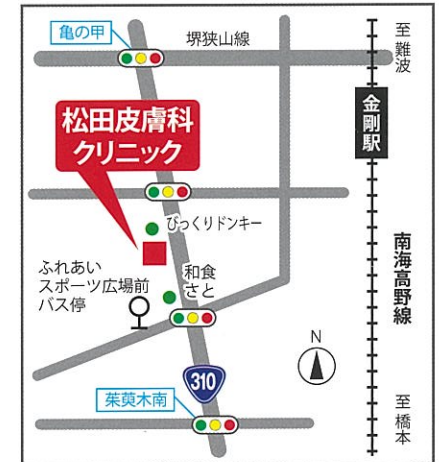 亀の甲
堺狭山線
至難波
松田皮膚科
クリニック
金剛駅
びっくりドンキー
ふれあい
スポーツ広場前
バス停
和食
さと
南海高野線
N
310
茱萸木南
至橋本